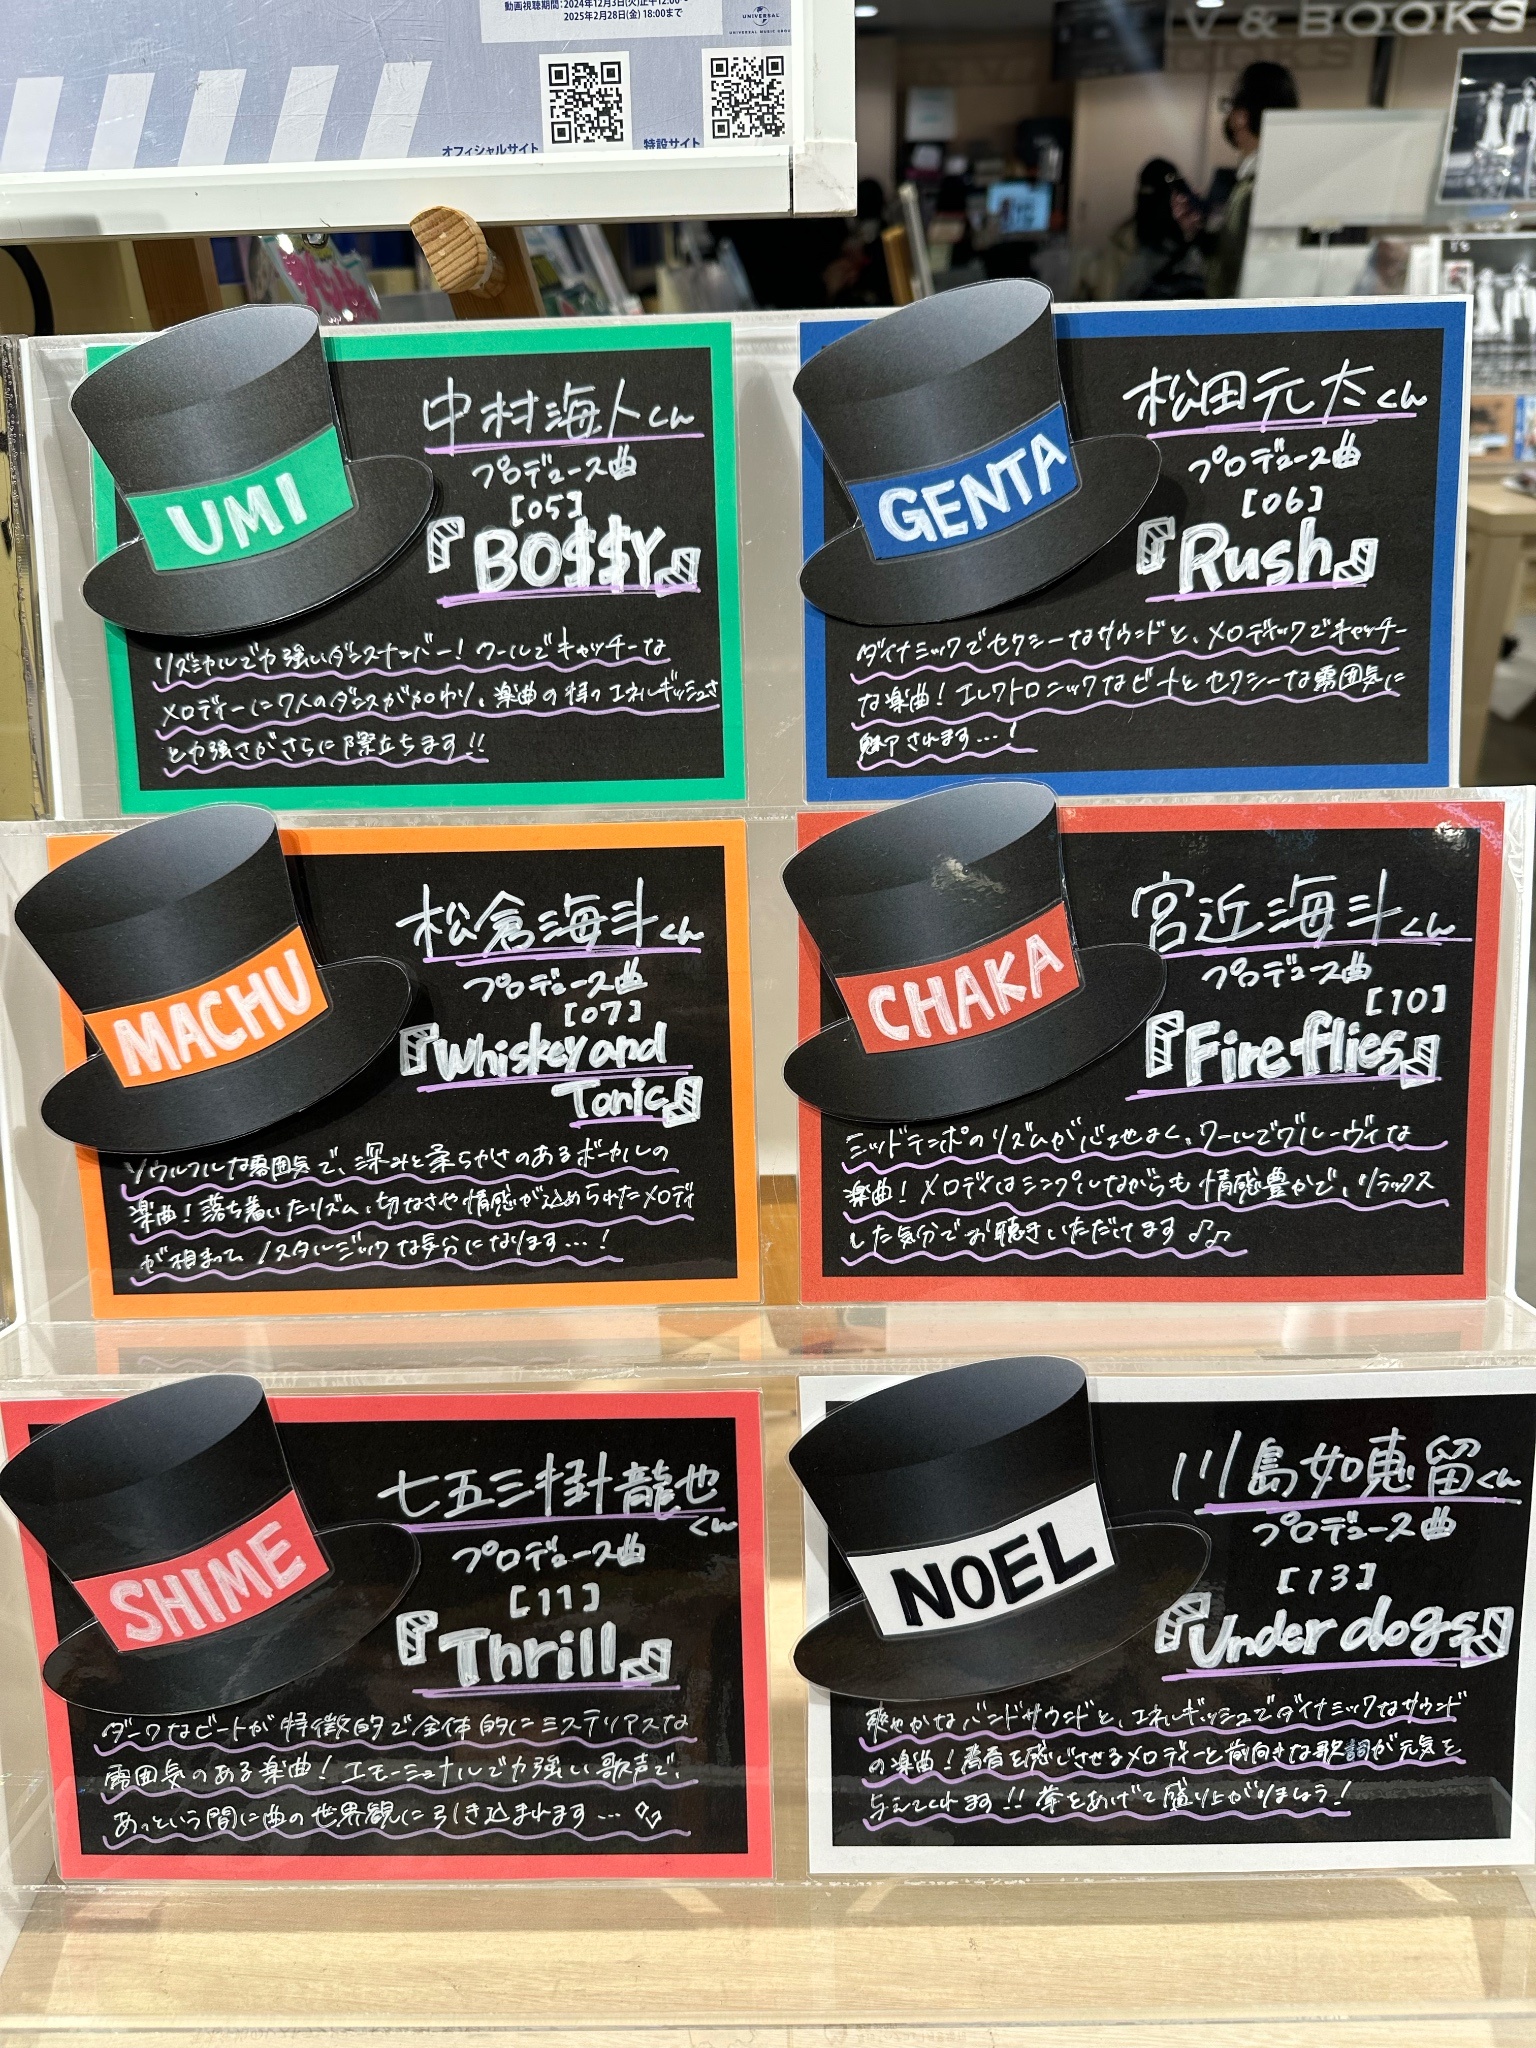 動画視聴期間：2024年12月3日(火)正午12:00～
2025年2月28日(金) 18:00まで
UNIVERSAL
UNIVERSAL MUSIC GROUP
オフィシャルサイト
特設サイト
V & BOOKS
UMI
中村海人くん
プロデュース曲
[05]
『BO$$Y』
リズミカルで力強いダンスナンバー！クールでキャッチーな
メロディーに7人のダンスが加わり、楽曲の持つエネルギッシュさ
と力強さがさらに際立ちます!!
GENTA
松田元太くん
プロデュース曲
[06]
『Rush』
ダイナミックでセクシーなサウンドと、メロディックでキャッチー
な楽曲！エレクトロニックなビートとセクシーな雰囲気に
魅了されます…！
MACHU
松倉海斗くん
プロデュース曲
[07]
『Whiskey and
Tonic』
ソウルフルな雰囲気で、深みと柔らかさのあるボーカルの
楽曲！落ち着いたリズム、切なさや情感が込められたメロディ
が相まって ノスタルジックな気分になります…！
CHAKA
宮近海斗くん
プロデュース曲
[10]
『Fireflies』
ミッドテンポのリズムが心地よく、クールでグルーヴィな
楽曲！メロディはシンプルながらも情感豊かで、リラックス
した気分でお聴きいただけます♪♪
SHIME
七五三掛龍也
くん
プロデュース曲
[11]
『Thrill』
ダークなビートが特徴的で全体的にミステリアスな
雰囲気のある楽曲！エモーショナルで力強い歌声で、
あっという間に曲の世界観に引き込まれます…
NOEL
川島如恵留くん
プロデュース曲
[13]
『Underdogs』
爽やかなバンドサウンドと、エネルギッシュでダイナミックなサウンド
の楽曲！青春を感じさせるメロディーと前向きな歌詞が元気を
与えてくれます!! 拳をあげて盛り上がりましょう！